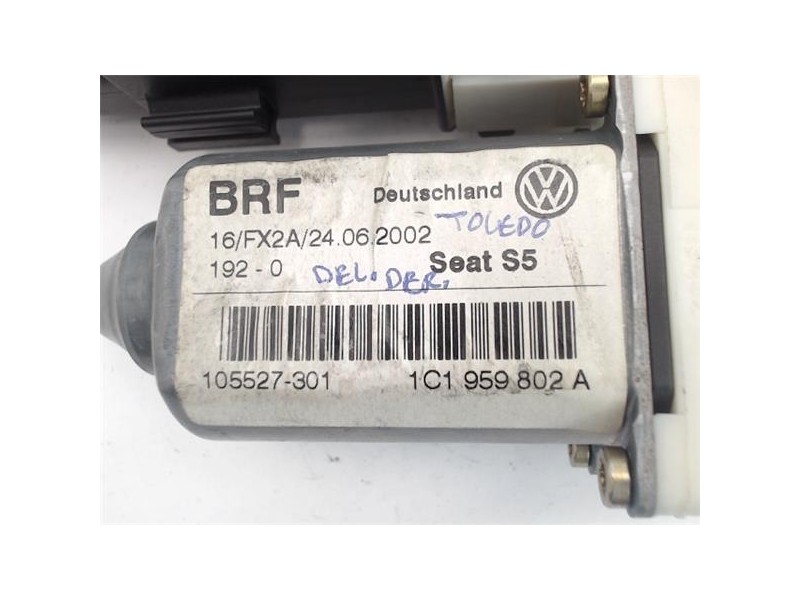 BRF Deutschland VW
TOLEDO
16/FX2A/24.06.2002
192 - 0 DEL. DER. Seat S5
105527-301 1C1 959 802 A